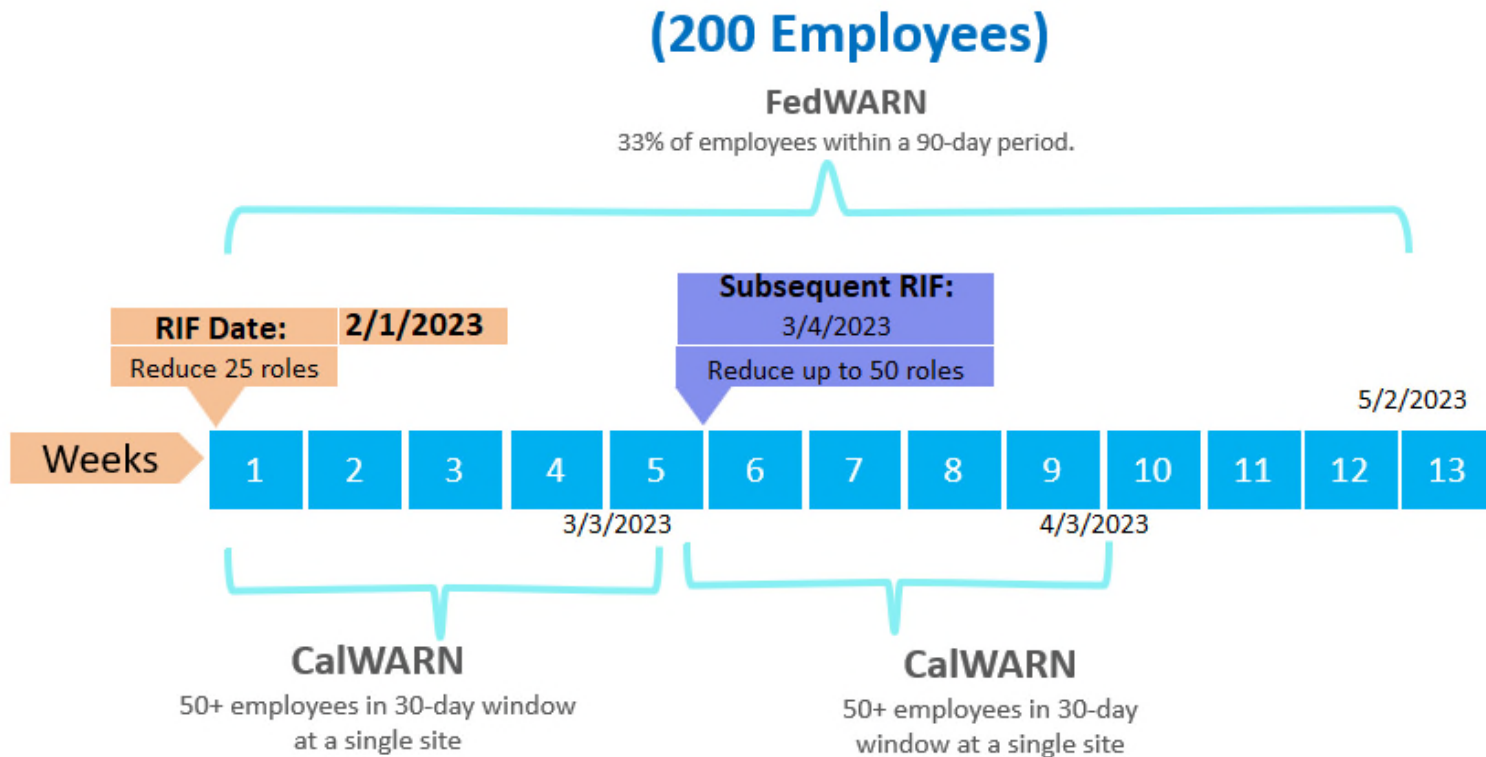 (200 Employees)
FedWARN
33% of employees within a 90-day period.
RIF Date:
2/1/2023
Reduce 25 roles
Subsequent RIF:
3/4/2023
Reduce up to 50 roles
5/2/2023
Weeks
1
2
3
4
5
6
7
8
9
10
11
12
13
3/3/2023
4/3/2023
CalWARN
50+ employees in 30-day window
at a single site
CalWARN
50+ employees in 30-day
window at a single site